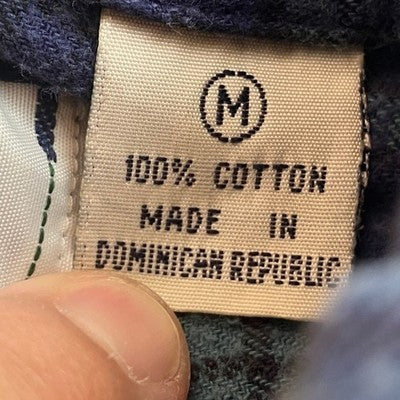 M
100% COTTON
MADE IN
DOMINICAN REPUBLIC